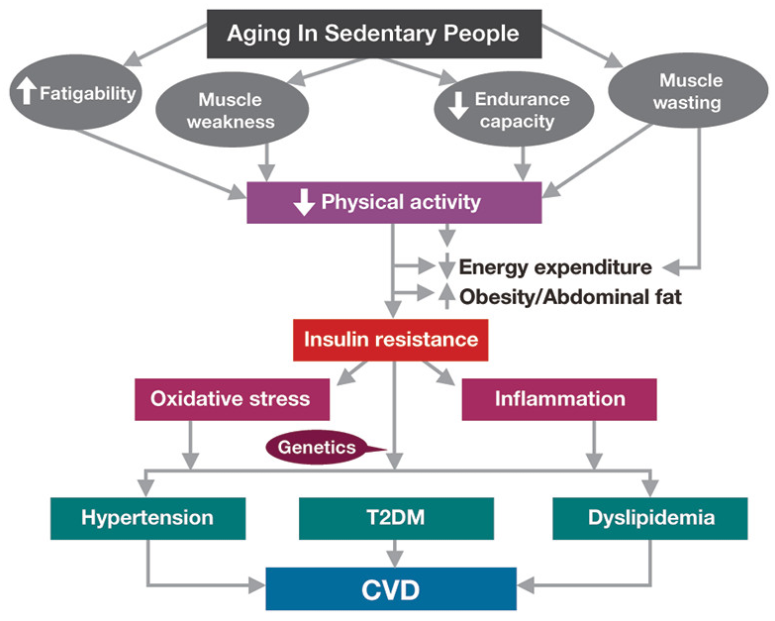 Aging In Sedentary People
Fatigability
Muscle
weakness
Endurance
capacity
Muscle
wasting
Physical activity
Energy expenditure
Obesity/Abdominal fat
Insulin resistance
Oxidative stress
Inflammation
Genetics
Hypertension
T2DM
Dyslipidemia
CVD